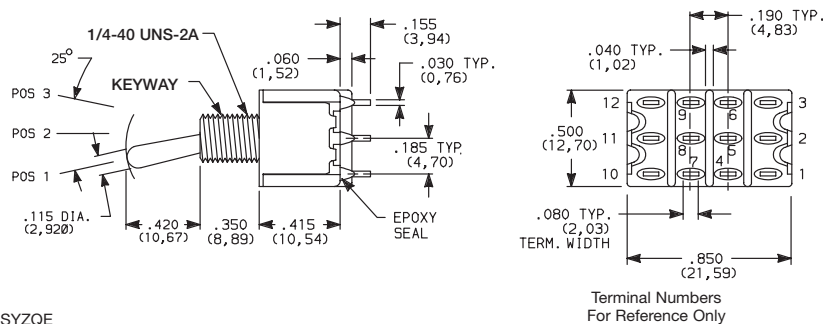 1/4-40 UNS-2A
25°
KEYWAY
POS 3
POS 2
POS 1
.115 DIA.
(2,920)
.420
(10,67)
.350
(8,89)
.415
(10,54)
.060
(1,52)
.155
(3,94)
.030 TYP.
(0,76)
.185 TYP.
(4,70)
EPOXY
SEAL
.190 TYP.
(4,83)
.040 TYP.
(1,02)
.500
(12,70)
12 9 6 3
11 8 5 2
10 7 4 1
.080 TYP.
(2,03)
TERM. WIDTH
.850
(21,59)
Terminal Numbers
For Reference Only
SYZQE